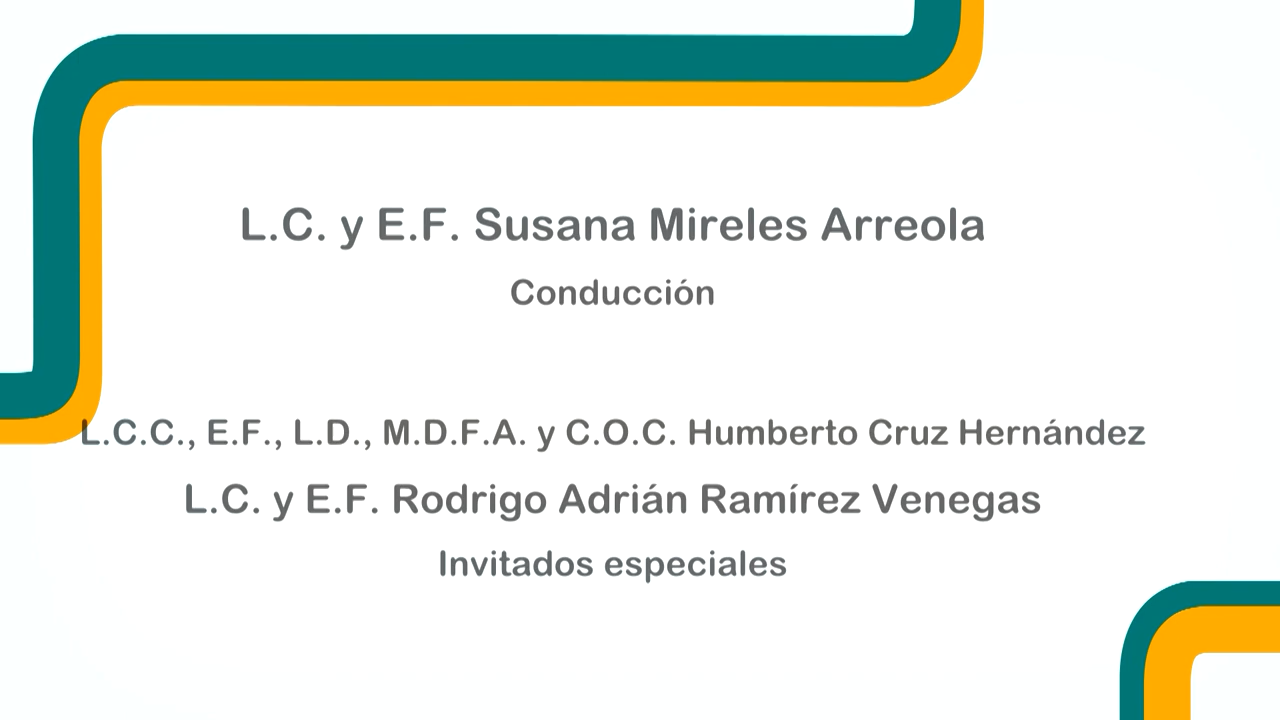 L.C. y E.F. Susana Mireles Arreola
Conducción
L.C.C., E.F., L.D., M.D.F.A. y C.O.C. Humberto Cruz Hernández
L.C. y E.F. Rodrigo Adrián Ramírez Venegas
Invitados especiales